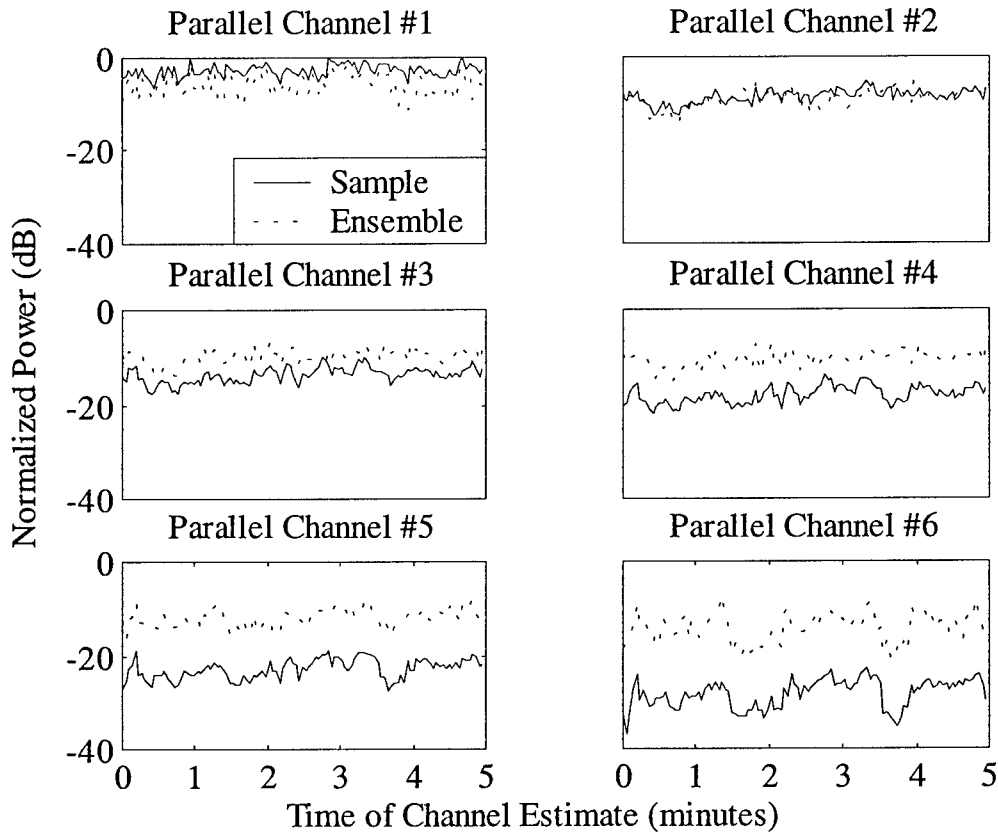 Parallel Channel #1
Parallel Channel #2
0
-20
-40
Sample
Ensemble
Parallel Channel #3
Parallel Channel #4
0
-20
-40
Normalized Power (dB)
Parallel Channel #5
Parallel Channel #6
0
-20
-40
0 1 2 3 4 5
0 1 2 3 4 5
Time of Channel Estimate (minutes)